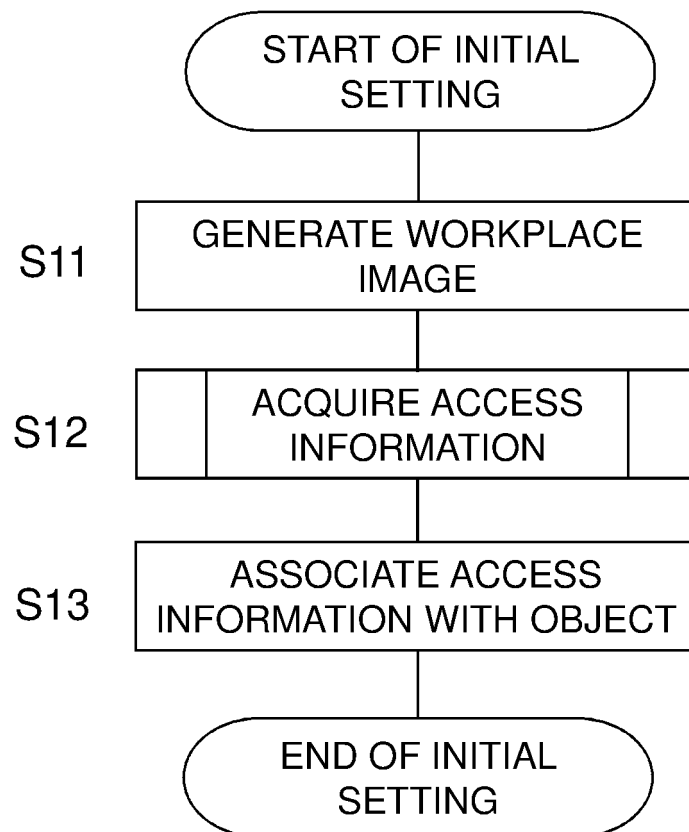 START OF INITIAL
SETTING
S11
GENERATE WORKPLACE
IMAGE
S12
ACQUIRE ACCESS
INFORMATION
S13
ASSOCIATE ACCESS
INFORMATION WITH OBJECT
END OF INITIAL
SETTING